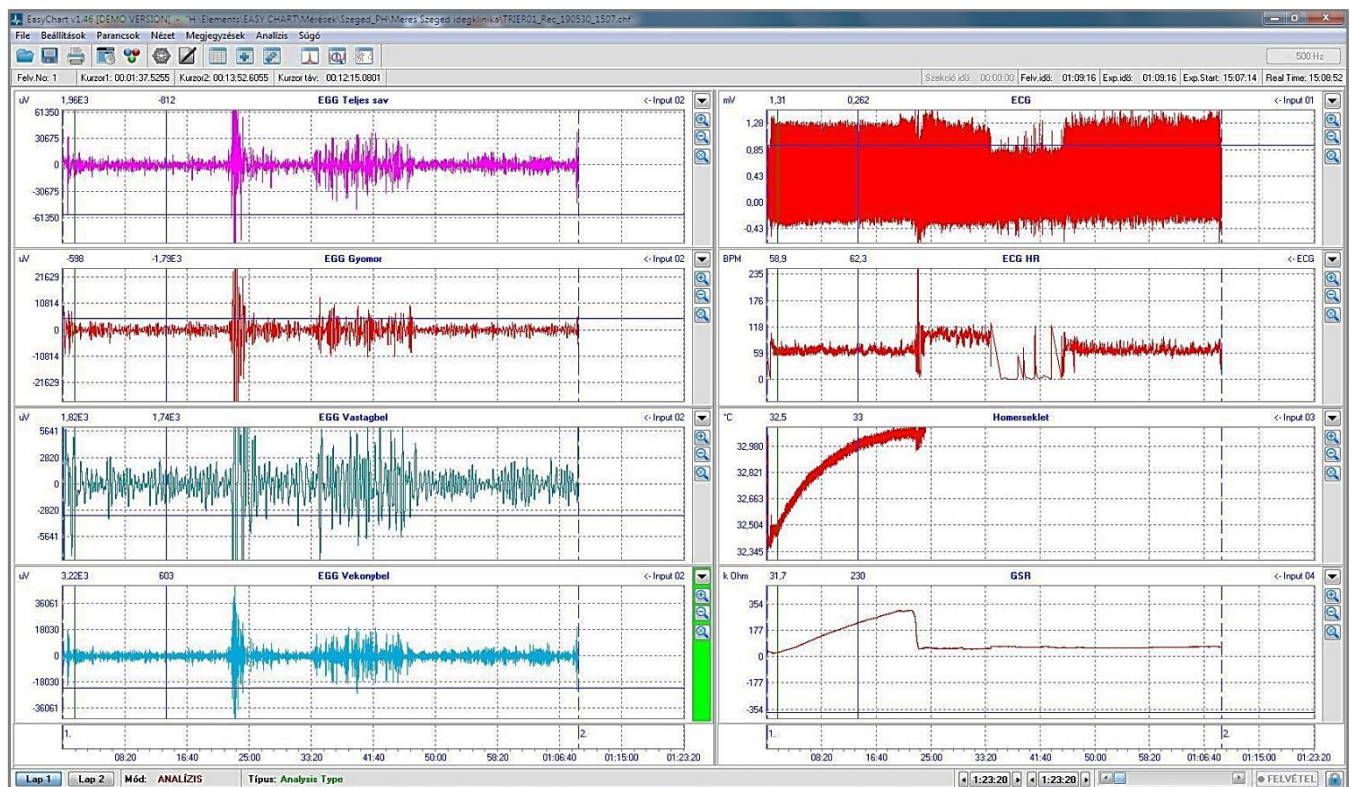 EasyChart v1.46 [DEMO VERSION] - "H:\Elements\EASY CHART\Mérések\Szeged_PH\Meres Szeged idegklinika\TRIER01_Rec_190530_1507.chf
File Beállítások Parancsok Nézet Megjegyzések Analízis Súgó
500 Hz
Felv.No: 1 Kurzor1: 00:01:37.5255 Kurzor2: 00:13:52.6055 Kurzor táv: 00:12:15.0801 Szekció idő: 00:00:00 Felv.idő: 01:09:16 Exp.idő: 01:09:16 Exp.Start: 15:07:14 Real Time: 15:08:52
uV 1,96E3 -812 EGG Teljes sav <- Input 02
61350
30675
0
-30675
-61350
uV -598 -1,79E3 EGG Gyomor <- Input 02
21629
10814
0
-10814
-21629
uV 1,82E3 1,74E3 EGG Vastagbel <- Input 02
5641
2820
0
-2820
-5641
uV 3,22E3 603 EGG Vekonybel <- Input 02
36061
18030
0
-18030
-36061
1. 2.
08:20 16:40 25:00 33:20 41:40 50:00 58:20 01:06:40 01:15:00 01:23:20
mV 1,31 0,262 ECG <- Input 01
1,28
0,85
0,43
0,00
-0,43
BPM 58,9 62,3 ECG HR <- ECG
235
176
118
59
0
°C 32,5 33 Homerseklet <- Input 03
32,980
32,821
32,663
32,504
32,345
k Ohm 31,7 230 GSR <- Input 04
354
177
0
-177
-354
1. 2.
08:20 16:40 25:00 33:20 41:40 50:00 58:20 01:06:40 01:15:00 01:23:20
Lap 1 Lap 2 Mód: ANALÍZIS Típus: Analysis Type 1:23:20 1:23:20 FELVÉTEL